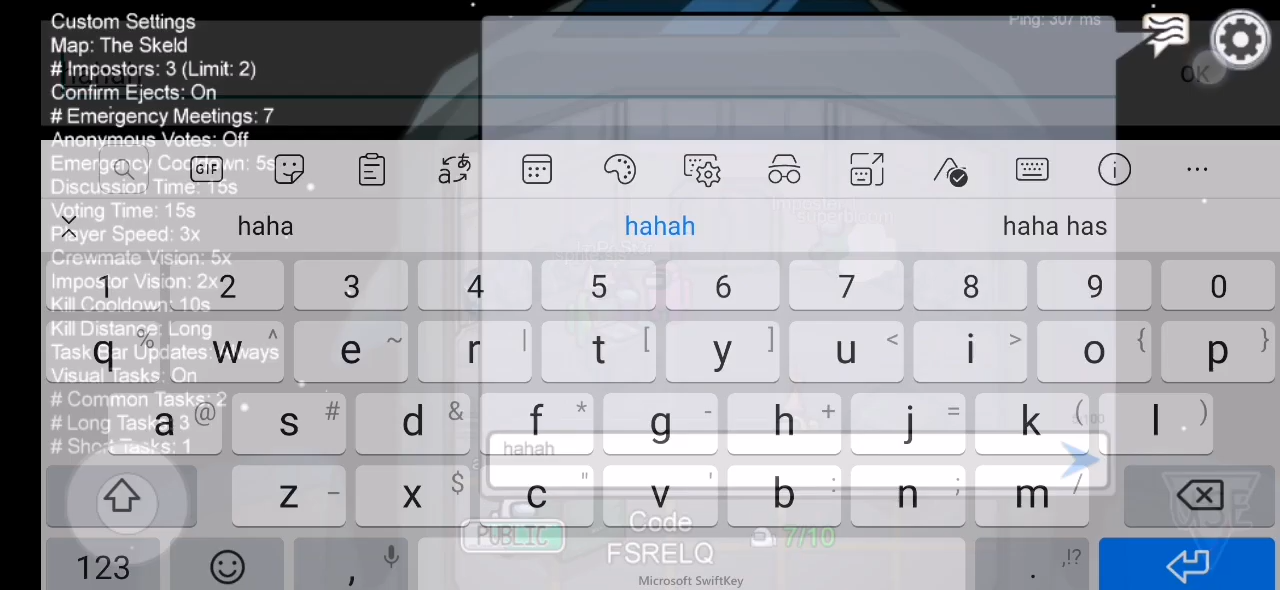 Custom Settings
Map: The Skeld
# Impostors: 3 (Limit: 2)
Confirm Ejects: On
# Emergency Meetings: 7
Anonymous Votes: Off
Emergency Cooldown: 5s
Discussion Time: 15s
Voting Time: 15s
Player Speed: 3x
Crewmate Vision: 5x
Impostor Vision: 2x
Kill Cooldown: 10s
Kill Distance: Long
Task Bar Updates: Always
Visual Tasks: On
# Common Tasks: 2
# Long Tasks: 3
# Short Tasks: 1
Ping: 307 ms
hahah
OK
GIF
haha hahah haha has
1 2 3 4 5 6 7 8 9 0
q % w ^ e ~ r | t [ y ] u < i > o { p }
a @ s # d & f * g - h + j = k ( l )
hahah
z _ x $ c " v ' b : n ; m /
PUBLIC
Code
FSRELQ
7/10
123 , . ,!?
Microsoft SwiftKey